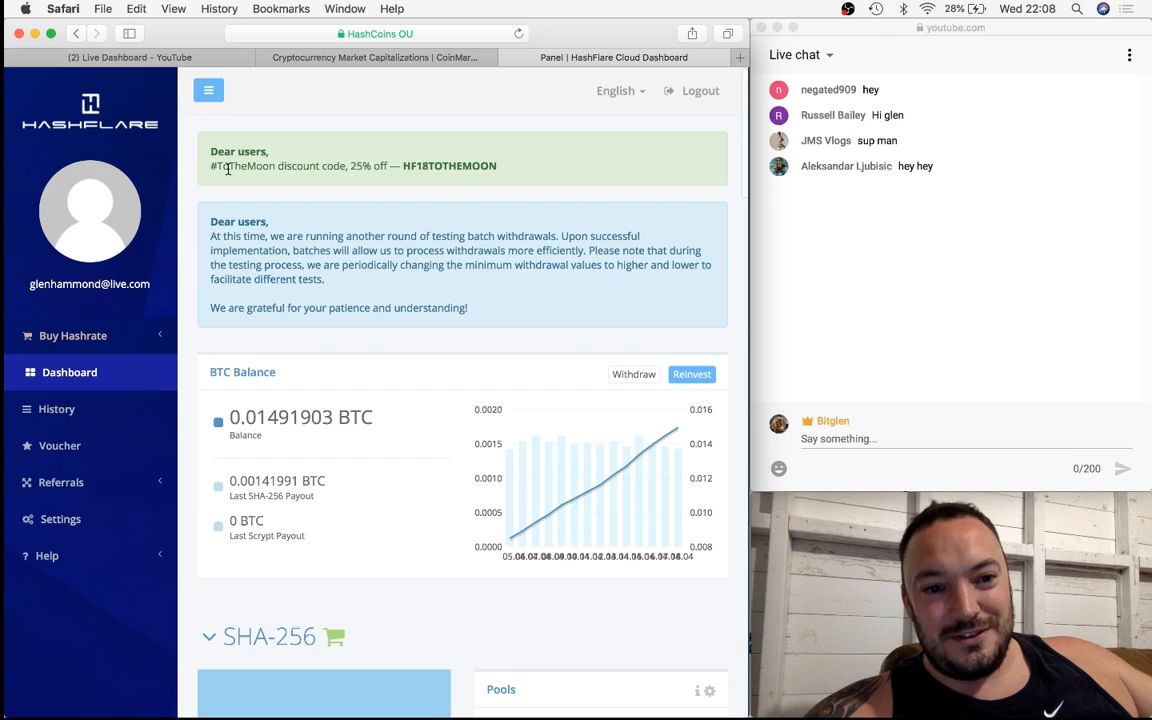 Safari File Edit View History Bookmarks Window Help
28% Wed 22:08
HashCoins OU
youtube.com
(2) Live Dashboard - YouTube
Cryptocurrency Market Capitalizations | CoinMar...
Panel | HashFlare Cloud Dashboard
HASHFLARE
glenhammond@live.com
Buy Hashrate
Dashboard
History
Voucher
Referrals
Settings
? Help
English
Logout
Dear users,
#ToTheMoon discount code, 25% off — HF18TOTHEMOON
Dear users,
At this time, we are running another round of testing batch withdrawals. Upon successful
implementation, batches will allow us to process withdrawals more efficiently. Please note that during
the testing process, we are periodically changing the minimum withdrawal values to higher and lower to
facilitate different tests.
We are grateful for your patience and understanding!
BTC Balance
Withdraw
Reinvest
0.01491903 BTC
Balance
0.00141991 BTC
Last SHA-256 Payout
0 BTC
Last Scrypt Payout
0.0020
0.0015
0.0010
0.0005
0.0000
0.016
0.014
0.012
0.010
0.008
SHA-256
Pools
Live chat
n
negated909 hey
R
Russell Bailey Hi glen
JMS Vlogs sup man
Aleksandar Ljubisic hey hey
Bitglen
Say something...
0/200